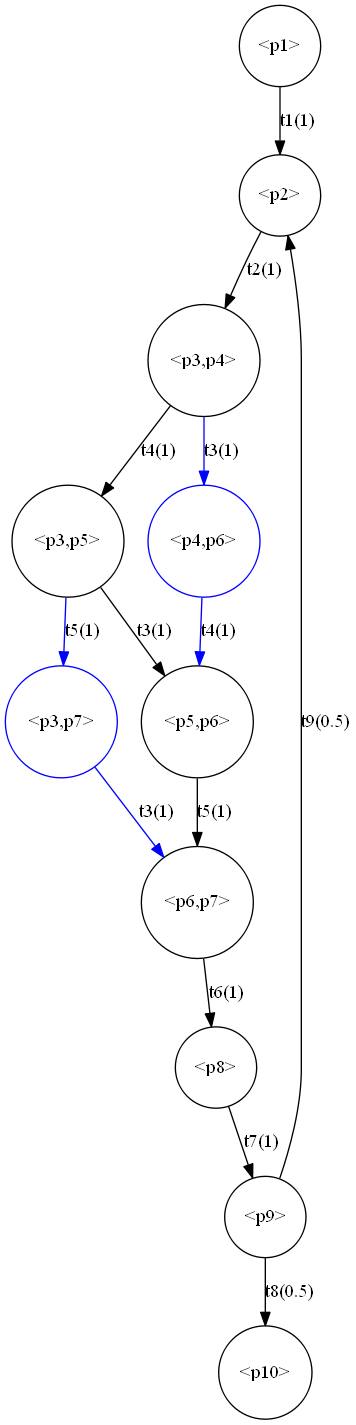 <p1>
t1(1)
<p2>
t2(1)
<p3,p4>
t4(1)
t3(1)
<p3,p5>
<p4,p6>
t5(1)
t3(1)
t4(1)
<p3,p7>
<p5,p6>
t9(0.5)
t3(1)
t5(1)
<p6,p7>
t6(1)
<p8>
t7(1)
<p9>
t8(0.5)
<p10>